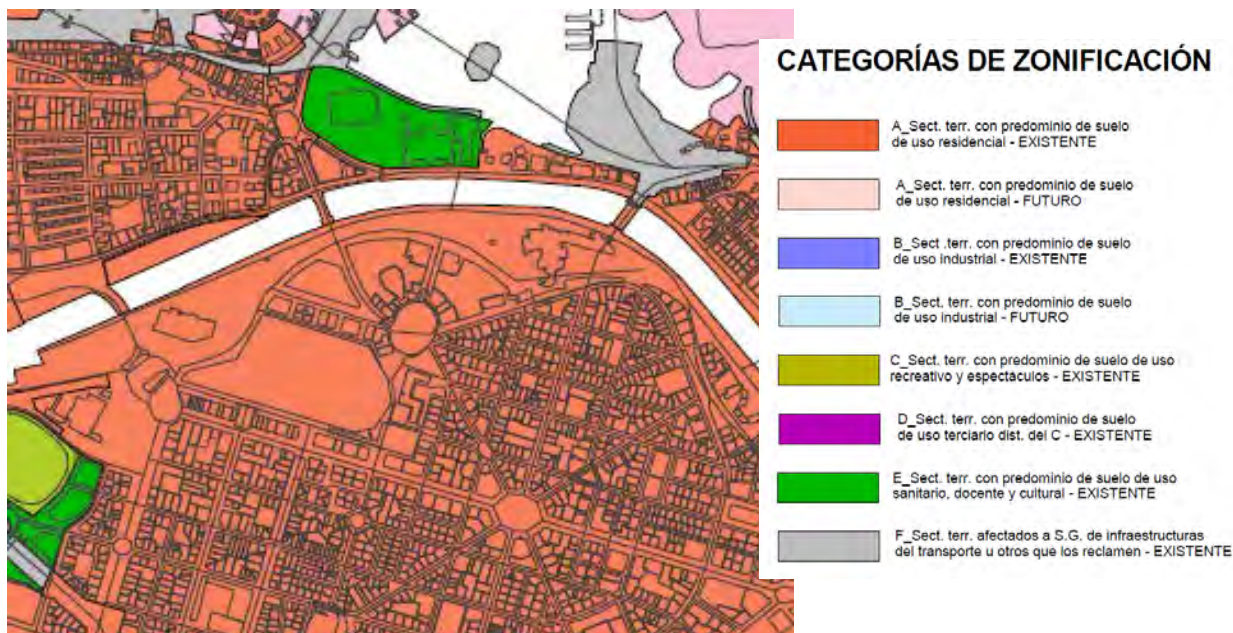 CATEGORÍAS DE ZONIFICACIÓN
A_Sect. terr. con predominio de suelo
de uso residencial - EXISTENTE
A_Sect. terr. con predominio de suelo
de uso residencial - FUTURO
B_Sect .terr. con predominio de suelo
de uso industrial - EXISTENTE
B_Sect. terr. con predominio de suelo
de uso industrial - FUTURO
C_Sect. terr. con predominio de suelo de uso
recreativo y espectáculos - EXISTENTE
D_Sect. terr. con predominio de suelo
de uso terciario dist. del C - EXISTENTE
E_Sect. terr. con predominio de suelo de uso
sanitario, docente y cultural - EXISTENTE
F_Sect. terr. afectados a S.G. de infraestructuras
del transporte u otros que los reclamen - EXISTENTE